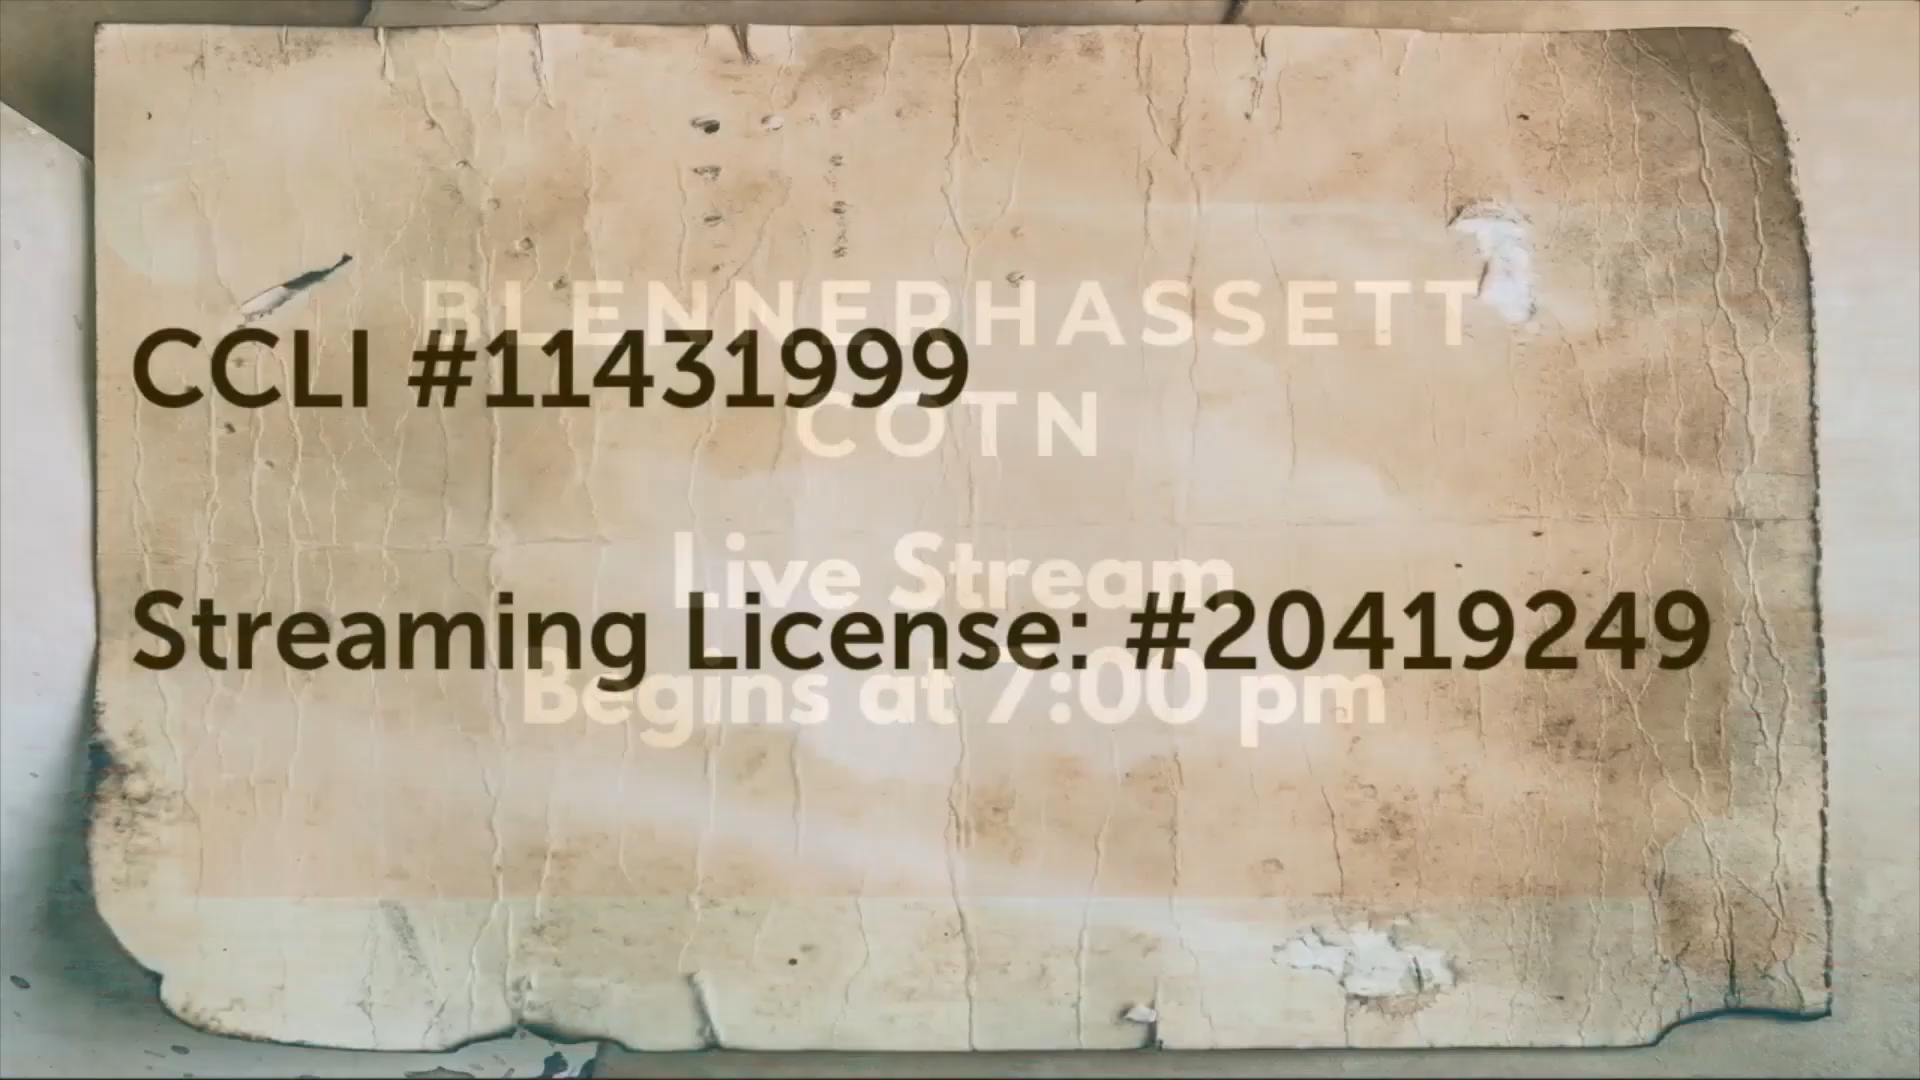 BLENNERHASSETT
CCLI #11431999
COTN
Live Stream
Streaming License: #20419249
Begins at 7:00 pm